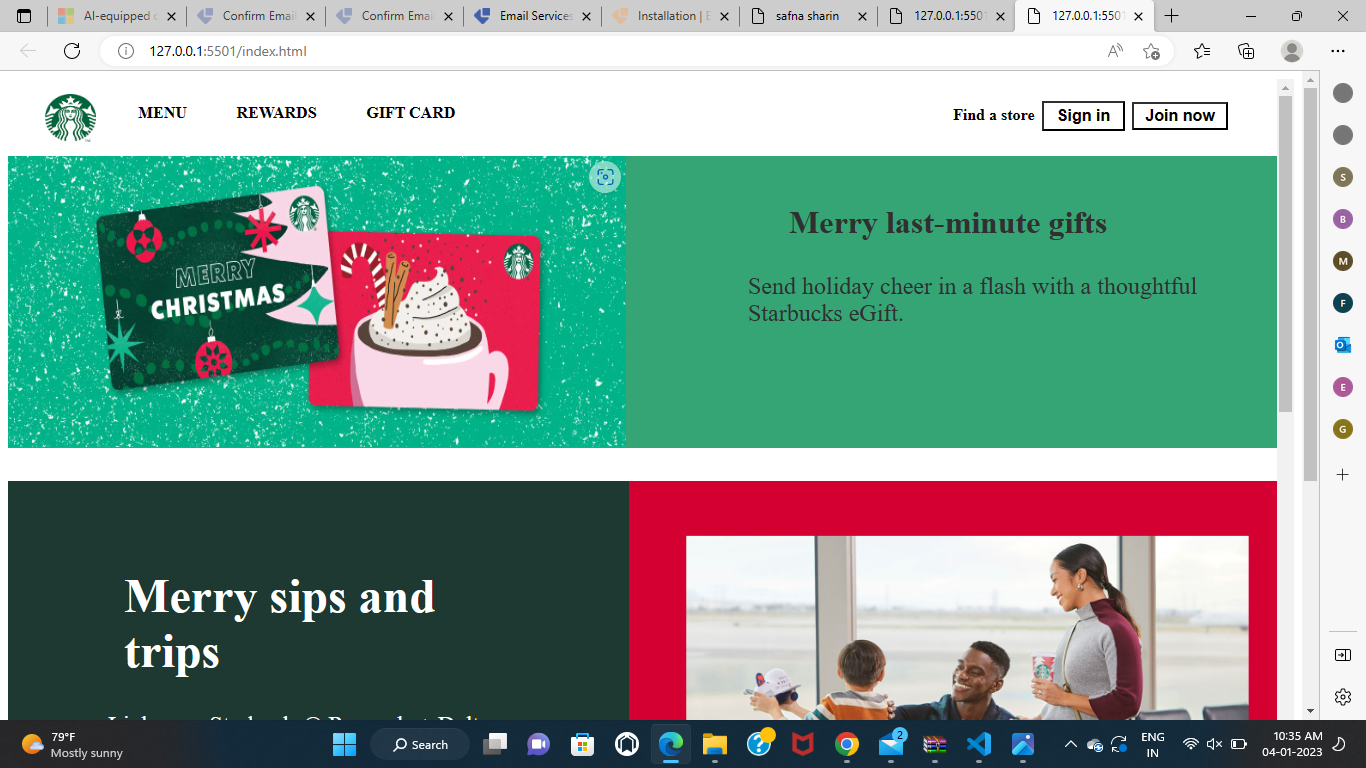 AI-equipped c
Confirm Emai
Confirm Emai
Email Services
Installation | E
safna sharin
127.0.0.1:5501
127.0.0.1:5501
127.0.0.1:5501/index.html
MENU
REWARDS
GIFT CARD
Find a store
Sign in
Join now
MERRY
CHRISTMAS
Merry last-minute gifts
Send holiday cheer in a flash with a thoughtful
Starbucks eGift.
Merry sips and
trips
S
B
M
F
E
G
79°F
Mostly sunny
Search
2
ENG
IN
10:35 AM
04-01-2023